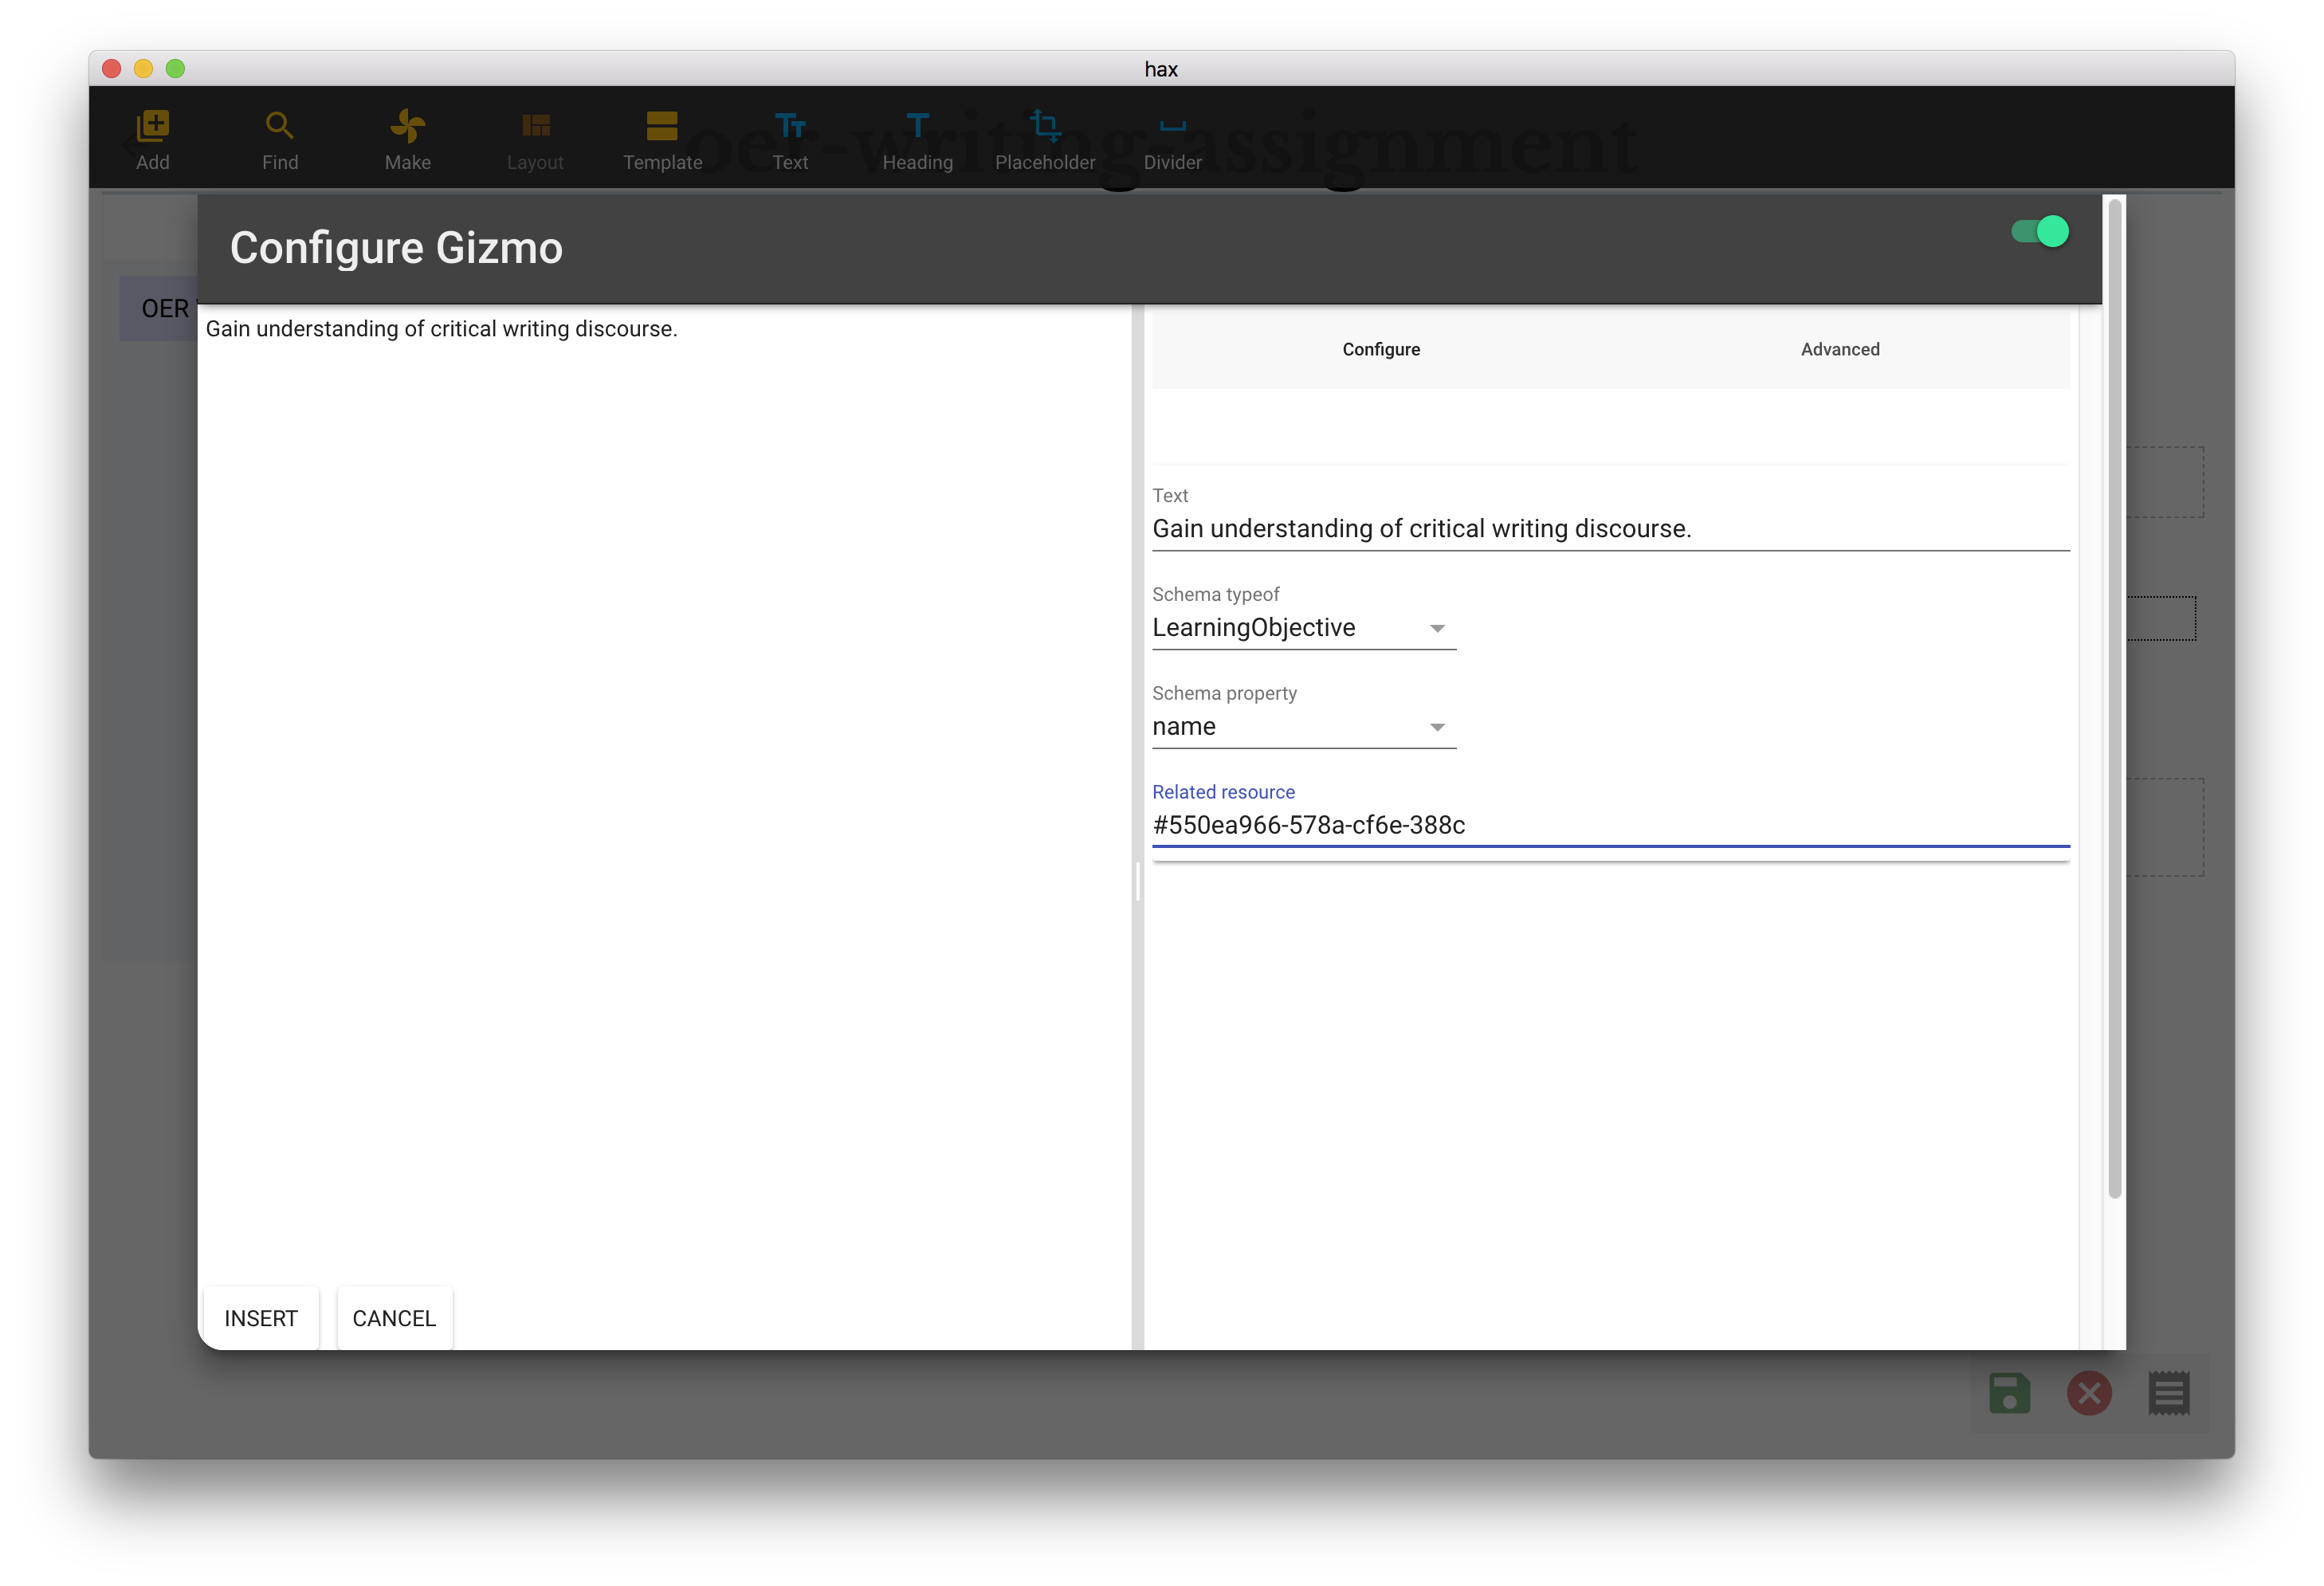 hax
oer-writing-assignment
Add
Find
Make
Layout
Template
Text
Heading
Placeholder
Divider
Configure Gizmo
OER
Gain understanding of critical writing discourse.
Configure
Advanced
Text
Gain understanding of critical writing discourse.
Schema typeof
LearningObjective
Schema property
name
Related resource
#550ea966-578a-cf6e-388c
INSERT
CANCEL